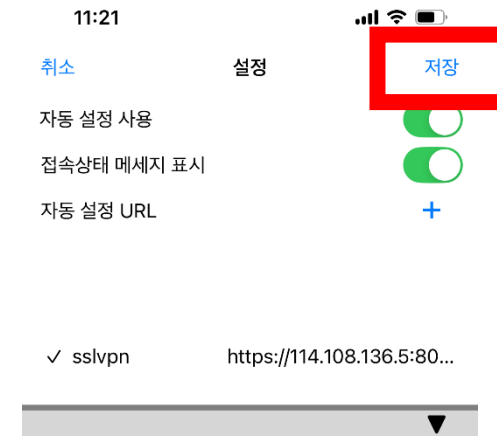 11:21
취소 설정 저장
자동 설정 사용
접속상태 메세지 표시
자동 설정 URL +
✓ sslvpn https://114.108.136.5:80...